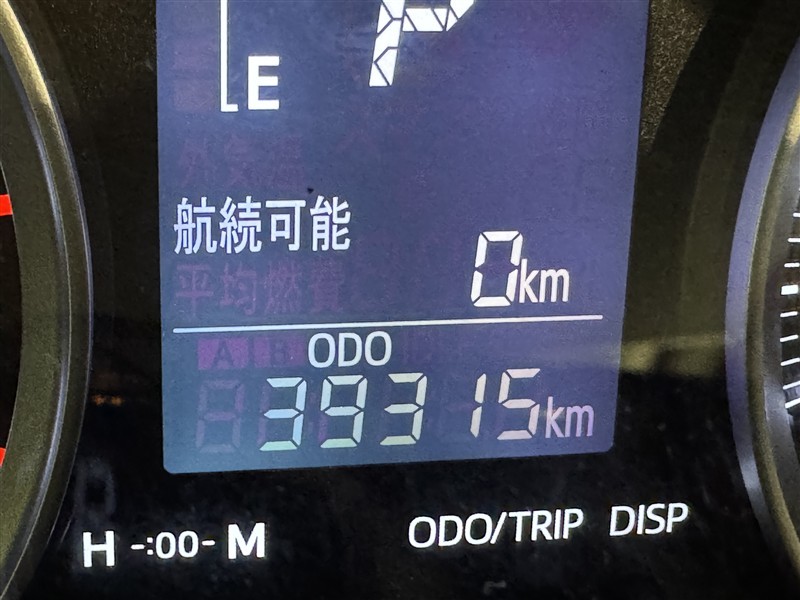 P
E
航続可能
0km
ODO
39315km
H -:00- M ODO/TRIP DISP